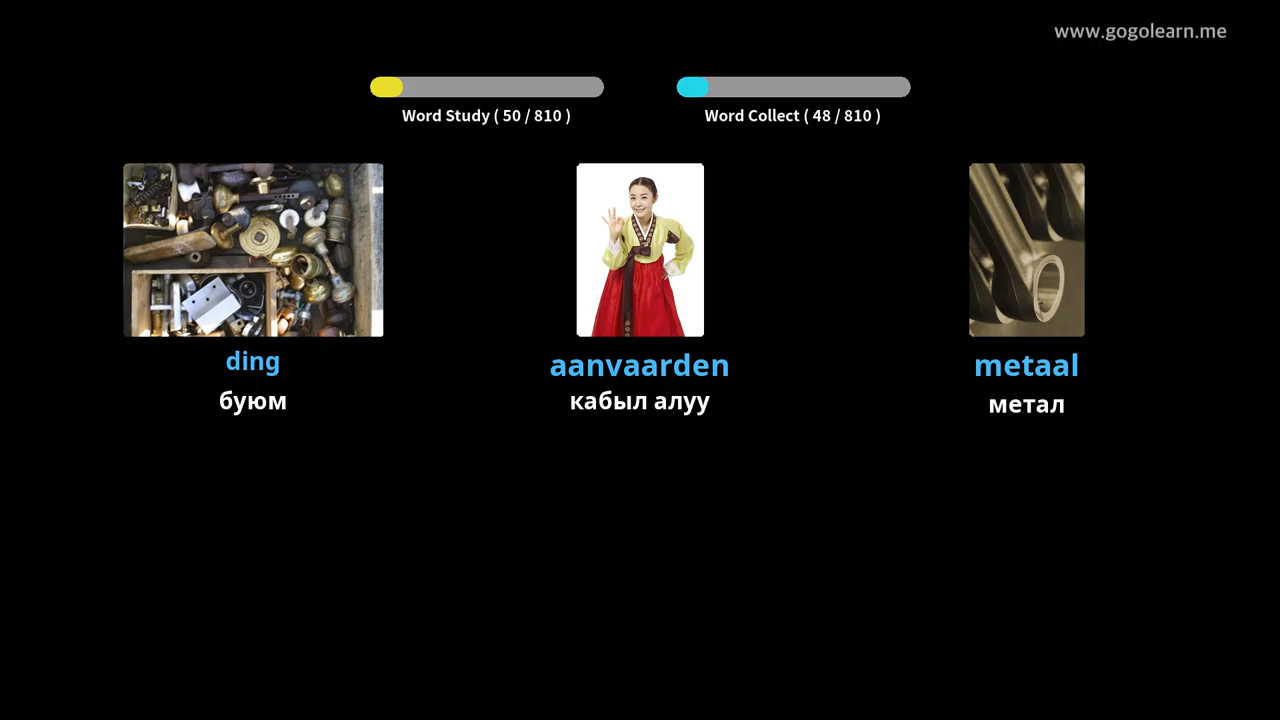 www.gogolearn.me
Word Study ( 50 / 810 )
Word Collect ( 48 / 810 )
ding
буюм
aanvaarden
кабыл алуу
metaal
метал